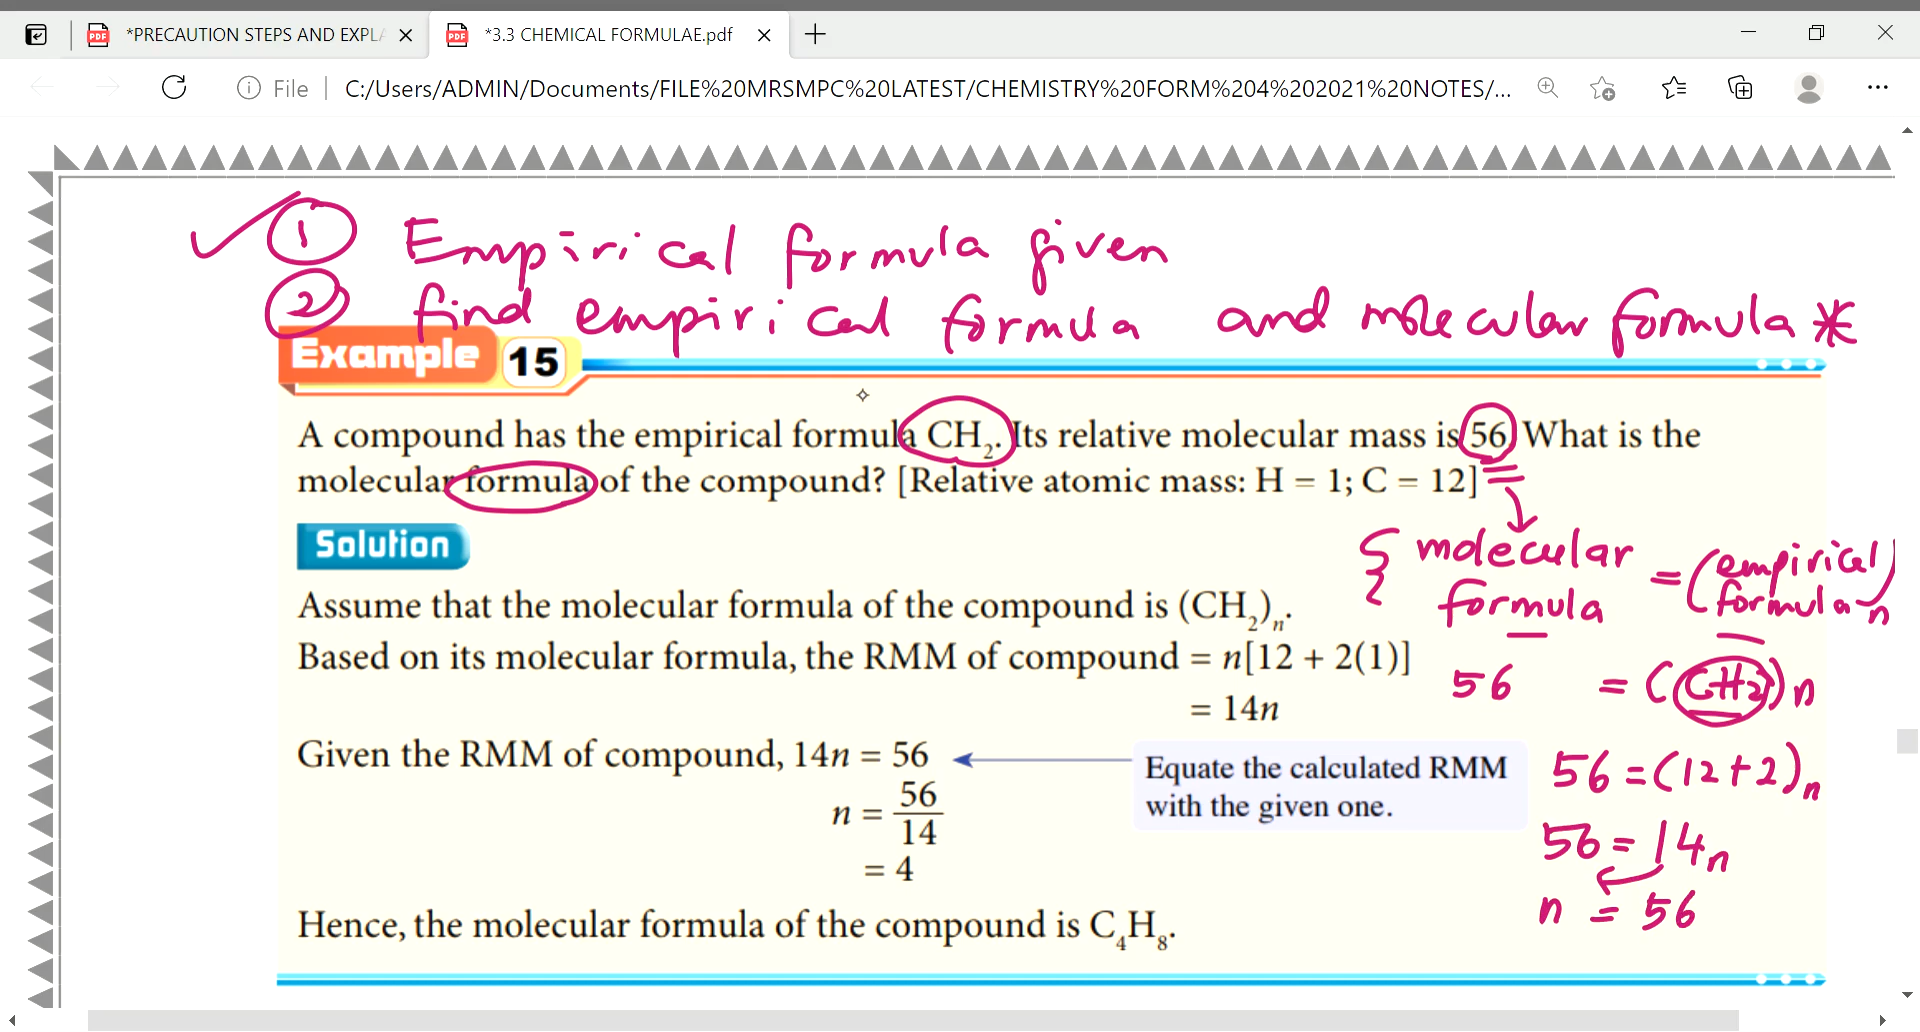 *PRECAUTION STEPS AND EXPLA
*3.3 CHEMICAL FORMULAE.pdf
File | C:/Users/ADMIN/Documents/FILE%20MRSMPC%20LATEST/CHEMISTRY%20FORM%204%202021%20NOTES/...
① Empirical formula given
② find empirical formula and molecular formula *
Example 15
A compound has the empirical formula CH₂. Its relative molecular mass is 56. What is the
molecular formula of the compound? [Relative atomic mass: H = 1; C = 12]
Solution
{ molecular formula = (empirical formula)n
Assume that the molecular formula of the compound is (CH₂)ₙ.
Based on its molecular formula, the RMM of compound = n[12 + 2(1)]
= 14n
56 = (CH2)n
Given the RMM of compound, 14n = 56
Equate the calculated RMM
with the given one.
n = 56/14
= 4
56 = (12+2)n
56 = 14n
n = 56
Hence, the molecular formula of the compound is C₄H₈.